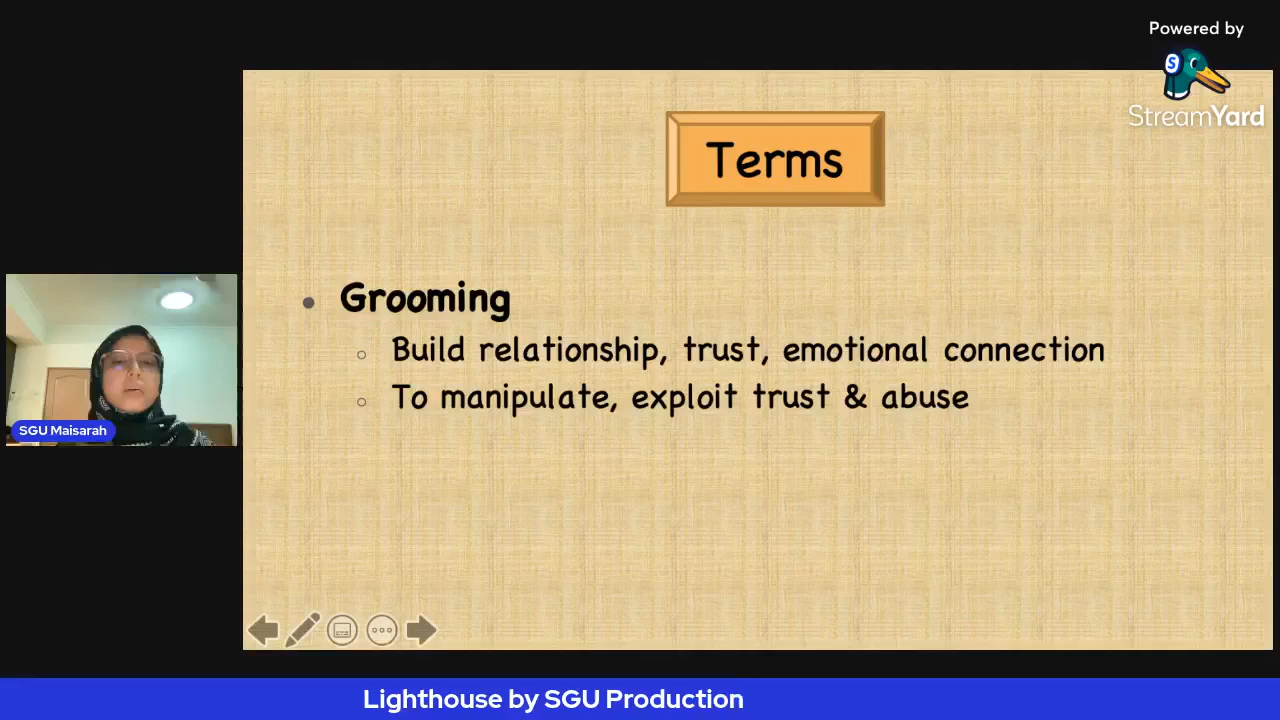 Powered by
StreamYard
Terms
Grooming
Build relationship, trust, emotional connection
To manipulate, exploit trust & abuse
SGU Maisarah
Lighthouse by SGU Production